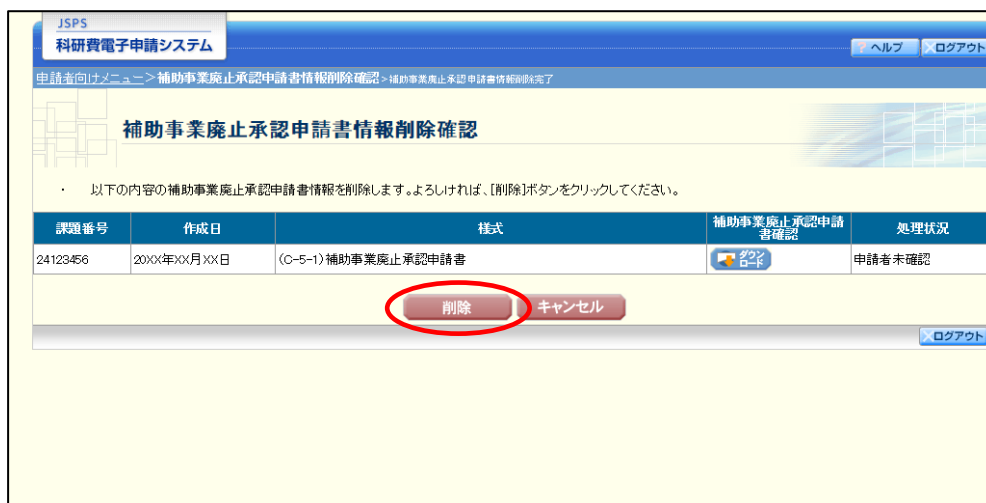 JSPS
科研費電子申請システム
ヘルプ ログアウト
申請者向けメニュー>補助事業廃止承認申請書情報削除確認>補助事業廃止承認申請書情報削除完了
補助事業廃止承認申請書情報削除確認
・ 以下の内容の補助事業廃止承認申請書情報を削除します。よろしければ、[削除]ボタンをクリックしてください。
課題番号 作成日 様式 補助事業廃止承認申請書確認 処理状況
24123456 20XX年XX月XX日 (C-5-1)補助事業廃止承認申請書 ダウンロード 申請者未確認
削除 キャンセル
ログアウト